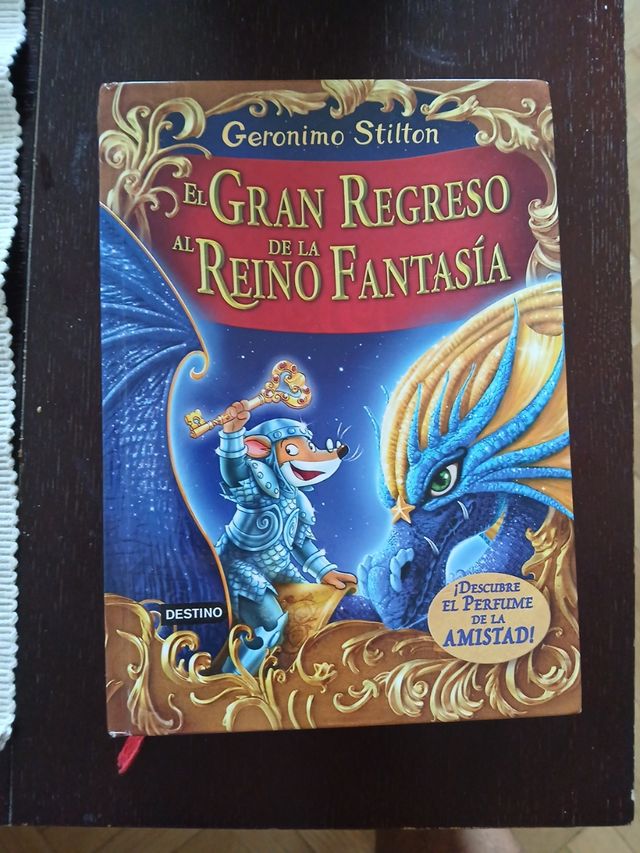 Geronimo Stilton
EL GRAN REGRESO
AL REINO DE LA FANTASÍA
DESTINO
¡DESCUBRE
EL PERFUME
DE LA
AMISTAD!